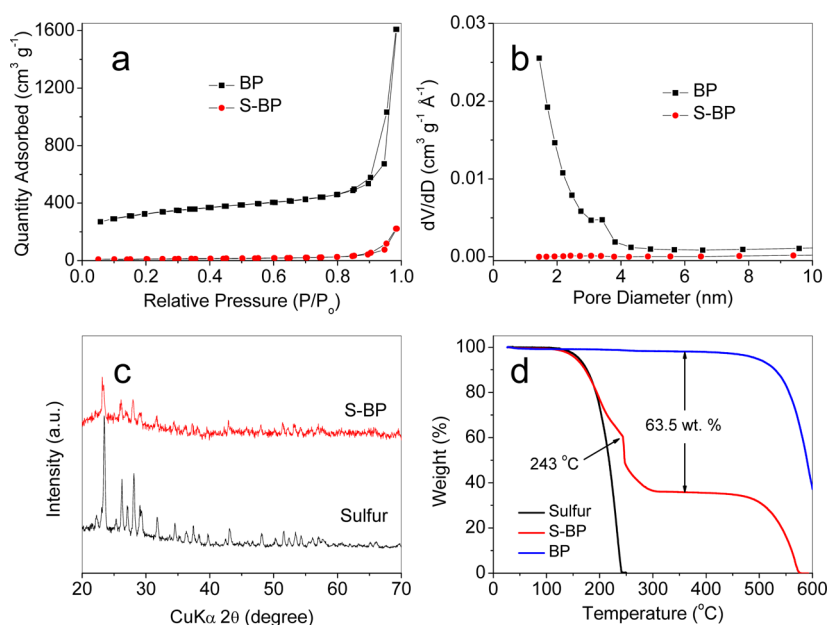 a
BP
S-BP
Quantity Adsorbed (cm³ g⁻¹)
1600
1200
800
400
0
0.0 0.2 0.4 0.6 0.8 1.0
Relative Pressure (P/Pₒ)
b
BP
S-BP
dV/dD (cm³ g⁻¹ Å⁻¹)
0.03
0.02
0.01
0.00
0 2 4 6 8 10
Pore Diameter (nm)
c
S-BP
Sulfur
Intensity (a.u.)
20 30 40 50 60 70
CuKα 2θ (degree)
d
63.5 wt. %
243 °C
Sulfur
S-BP
BP
Weight (%)
100
80
60
40
20
0
0 100 200 300 400 500 600
Temperature (°C)